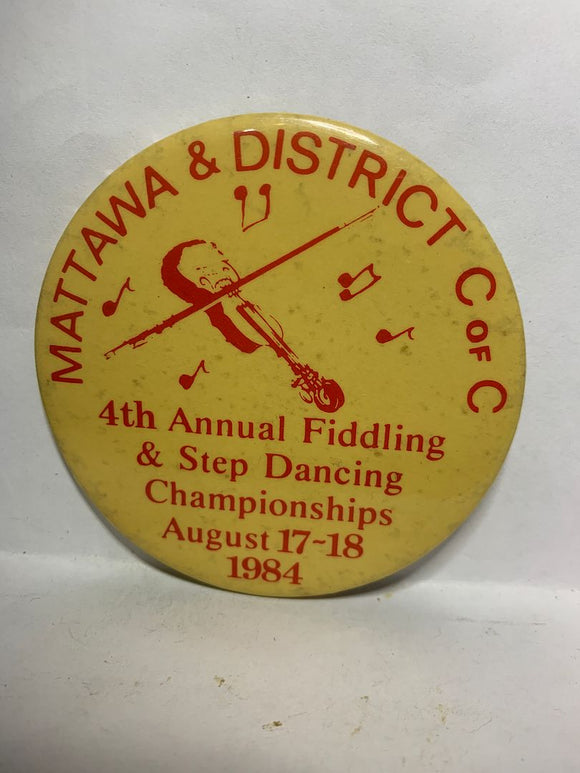 MATTAWA & DISTRICT C OF C
4th Annual Fiddling
& Step Dancing
Championships
August 17~18
1984